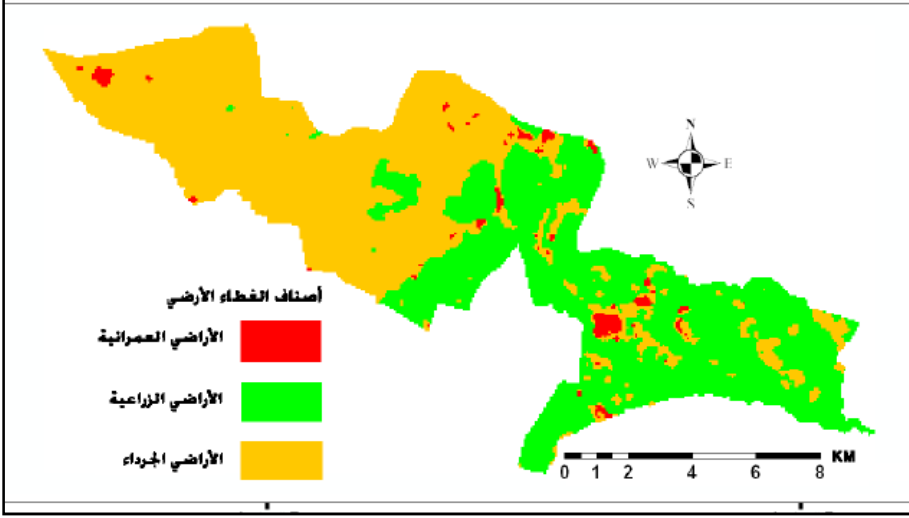 N
W E
S
أصناف الغطاء الأرضي
الأراضي العمرانية
الأراضي الزراعية
الأراضي الجرداء
KM
0 1 2 4 6 8